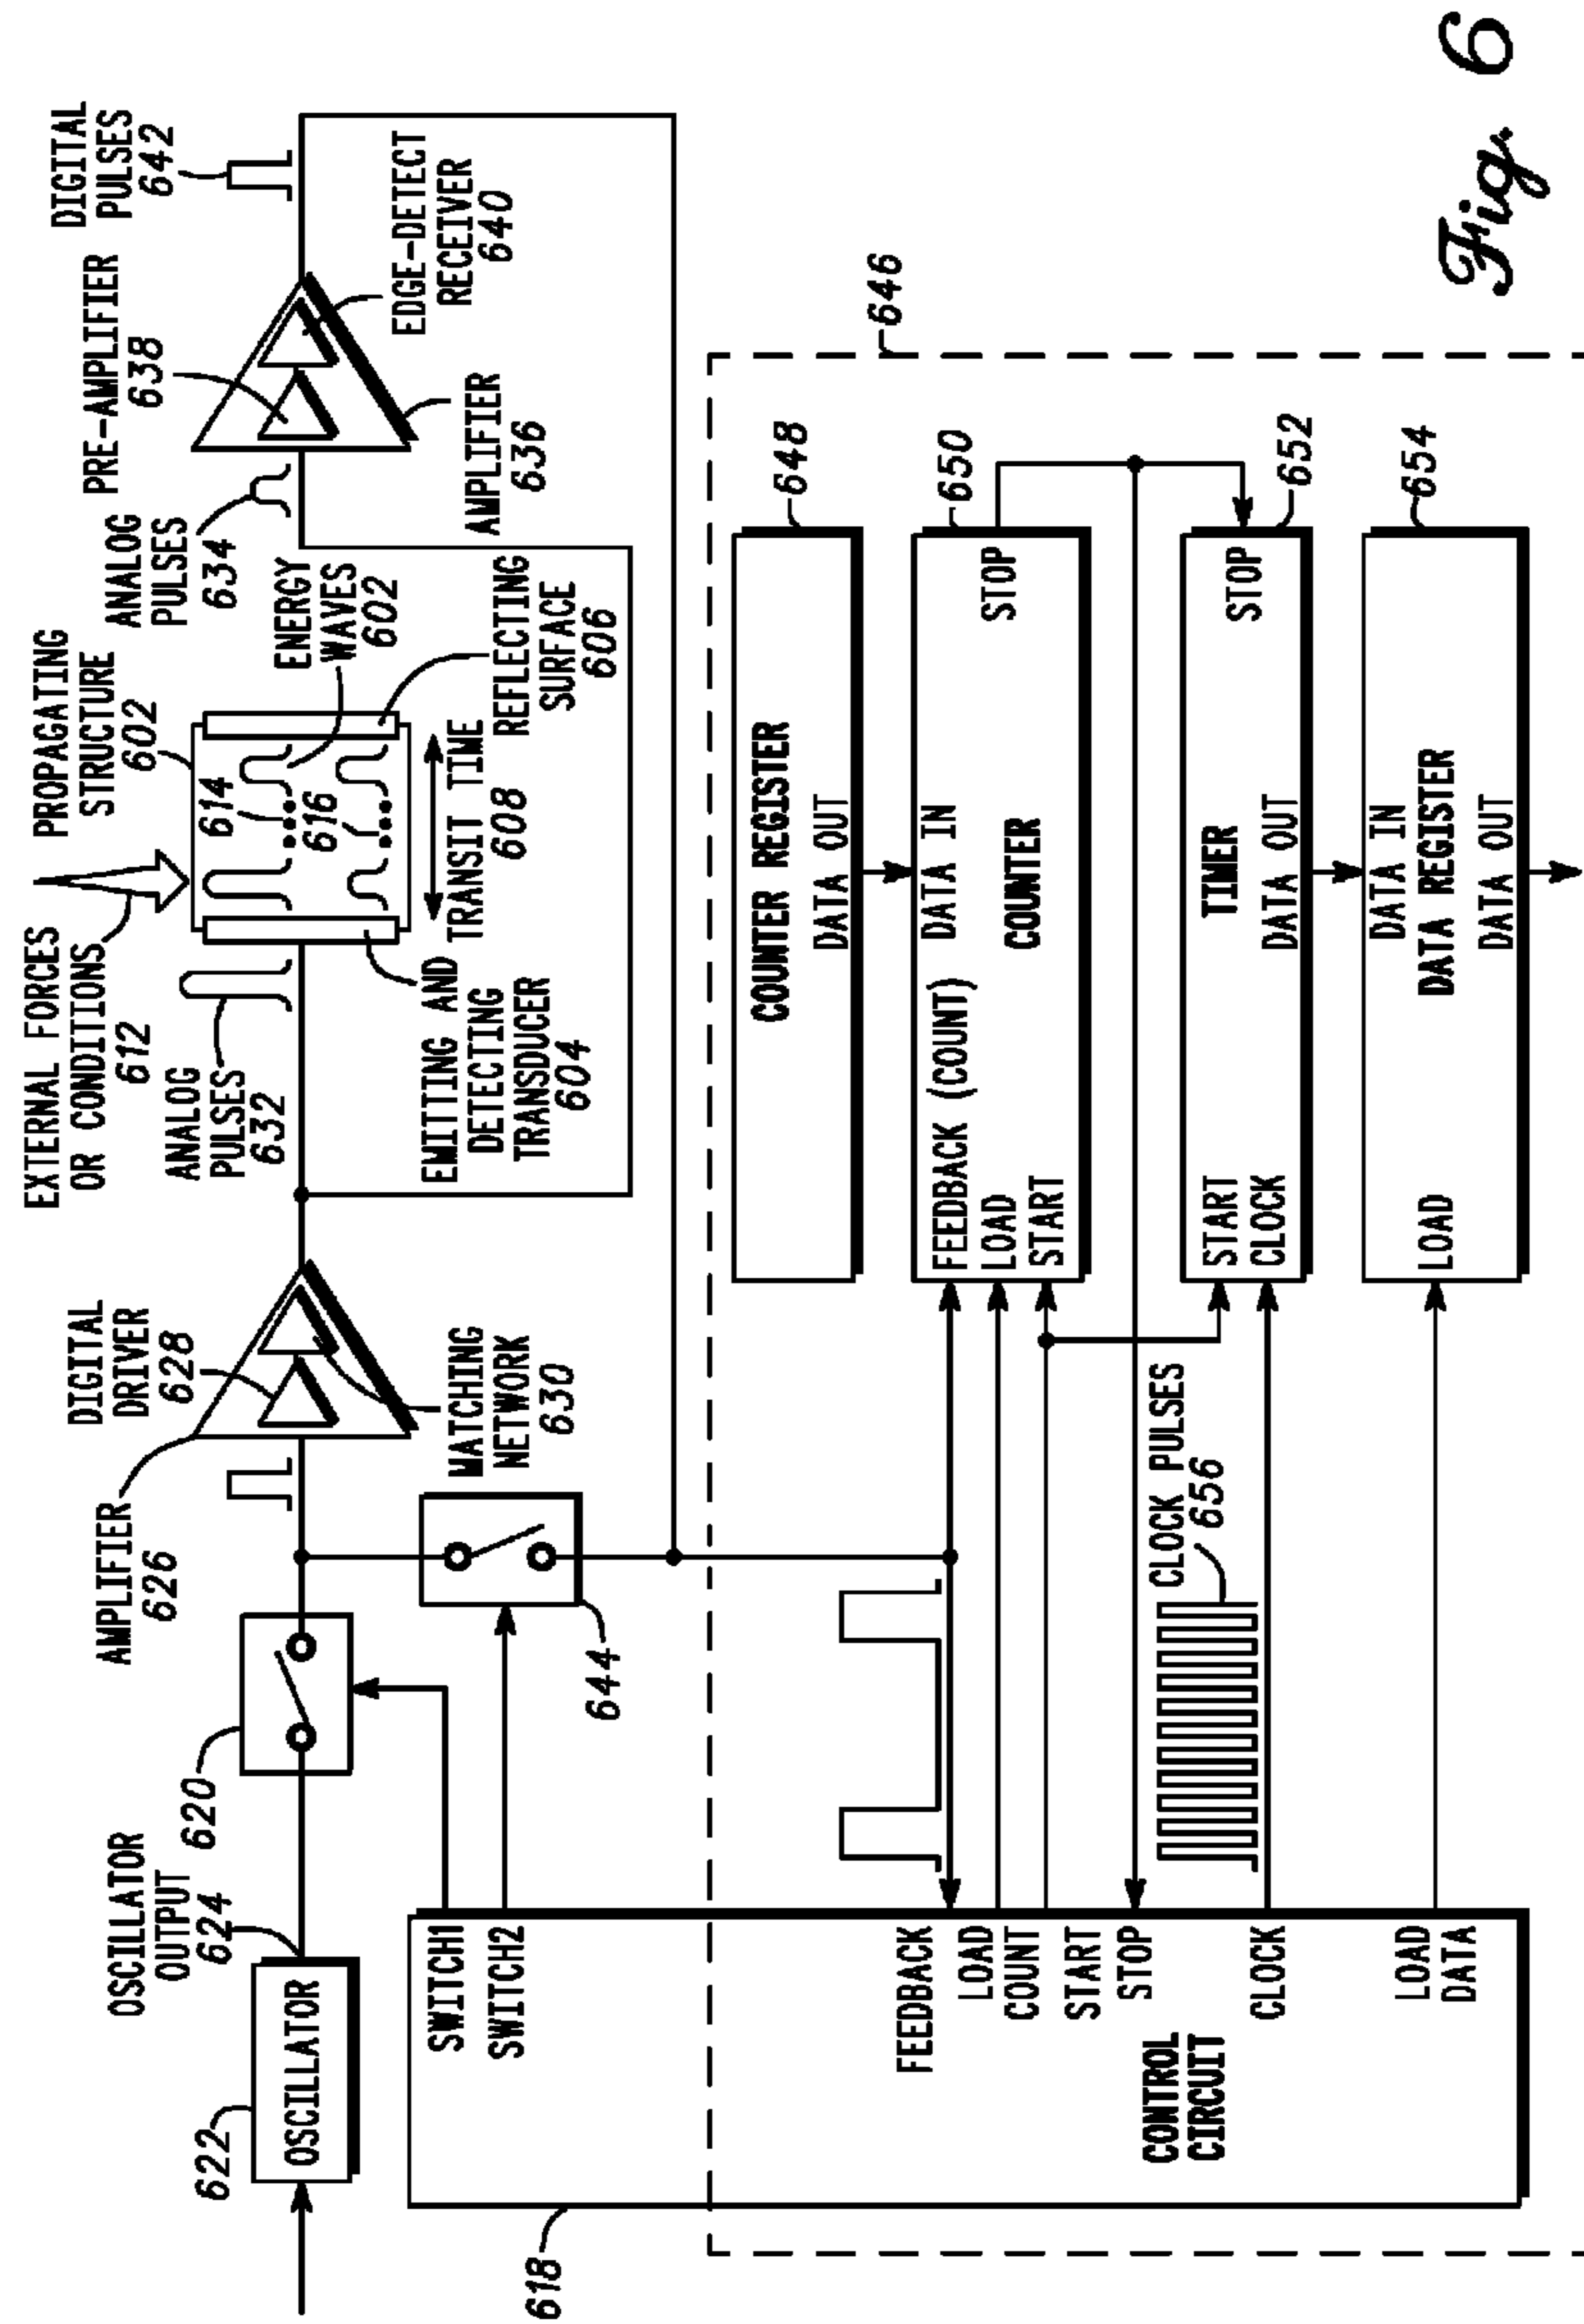 EXTERNAL FORCES
OR CONDITIONS
612
PROPAGATING
STRUCTURE
602
DIGITAL
PULSES
642
OSCILLATOR
OUTPUT
624
620
AMPLIFIER
626
DIGITAL
DRIVER
628
ANALOG
PULSES
632
614
616
ANALOG
PULSES
634
PRE-AMPLIFIER
638
622
OSCILLATOR
MATCHING
NETWORK
630
EMITTING AND
DETECTING
TRANSDUCER
604
TRANSIT TIME
608
ENERGY
WAVES
602
REFLECTING
SURFACE
606
AMPLIFIER
636
EDGE-DETECT
RECEIVER
640
644
618
SWITCH1
SWITCH2
FEEDBACK
LOAD
COUNT
START
STOP
CLOCK
LOAD
DATA
CONTROL
CIRCUIT
CLOCK PULSES
656
646
COUNTER REGISTER
DATA OUT
648
FEEDBACK (COUNT)
DATA IN
LOAD
START
COUNTER
STOP
650
START
CLOCK
TIMER
DATA OUT
STOP
652
LOAD
DATA IN
DATA REGISTER
DATA OUT
654
Fig. 6